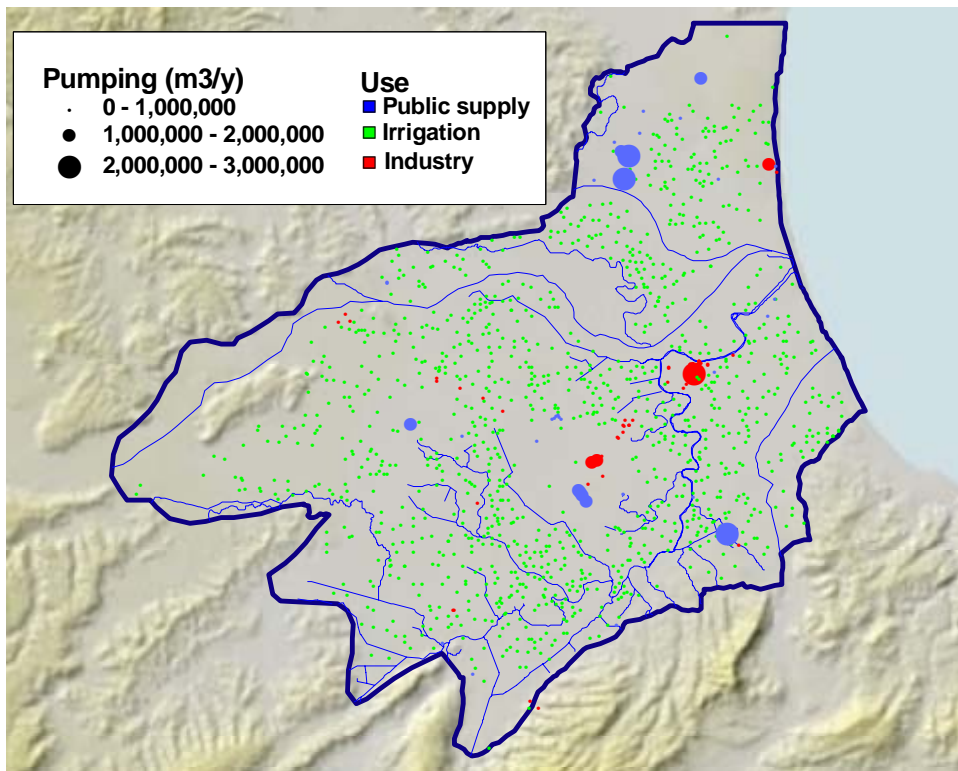 Pumping (m3/y)
0 - 1,000,000
1,000,000 - 2,000,000
2,000,000 - 3,000,000
Use
Public supply
Irrigation
Industry